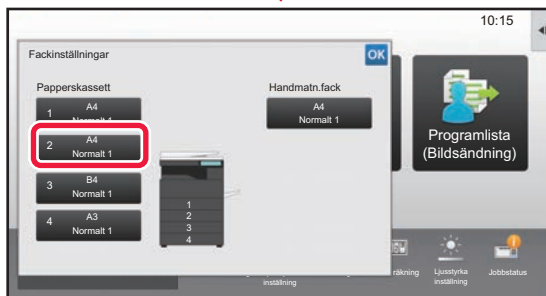 10:15
Fackinställningar
OK
Papperskassett
Handmatn.fack
1
A4
Normalt 1
A4
Normalt 1
2
A4
Normalt 1
3
B4
Normalt 1
4
A3
Normalt 1
1
2
3
4
Programlista
(Bildsändning)
inställning
räkning
Ljusstyrka
inställning
Jobbstatus